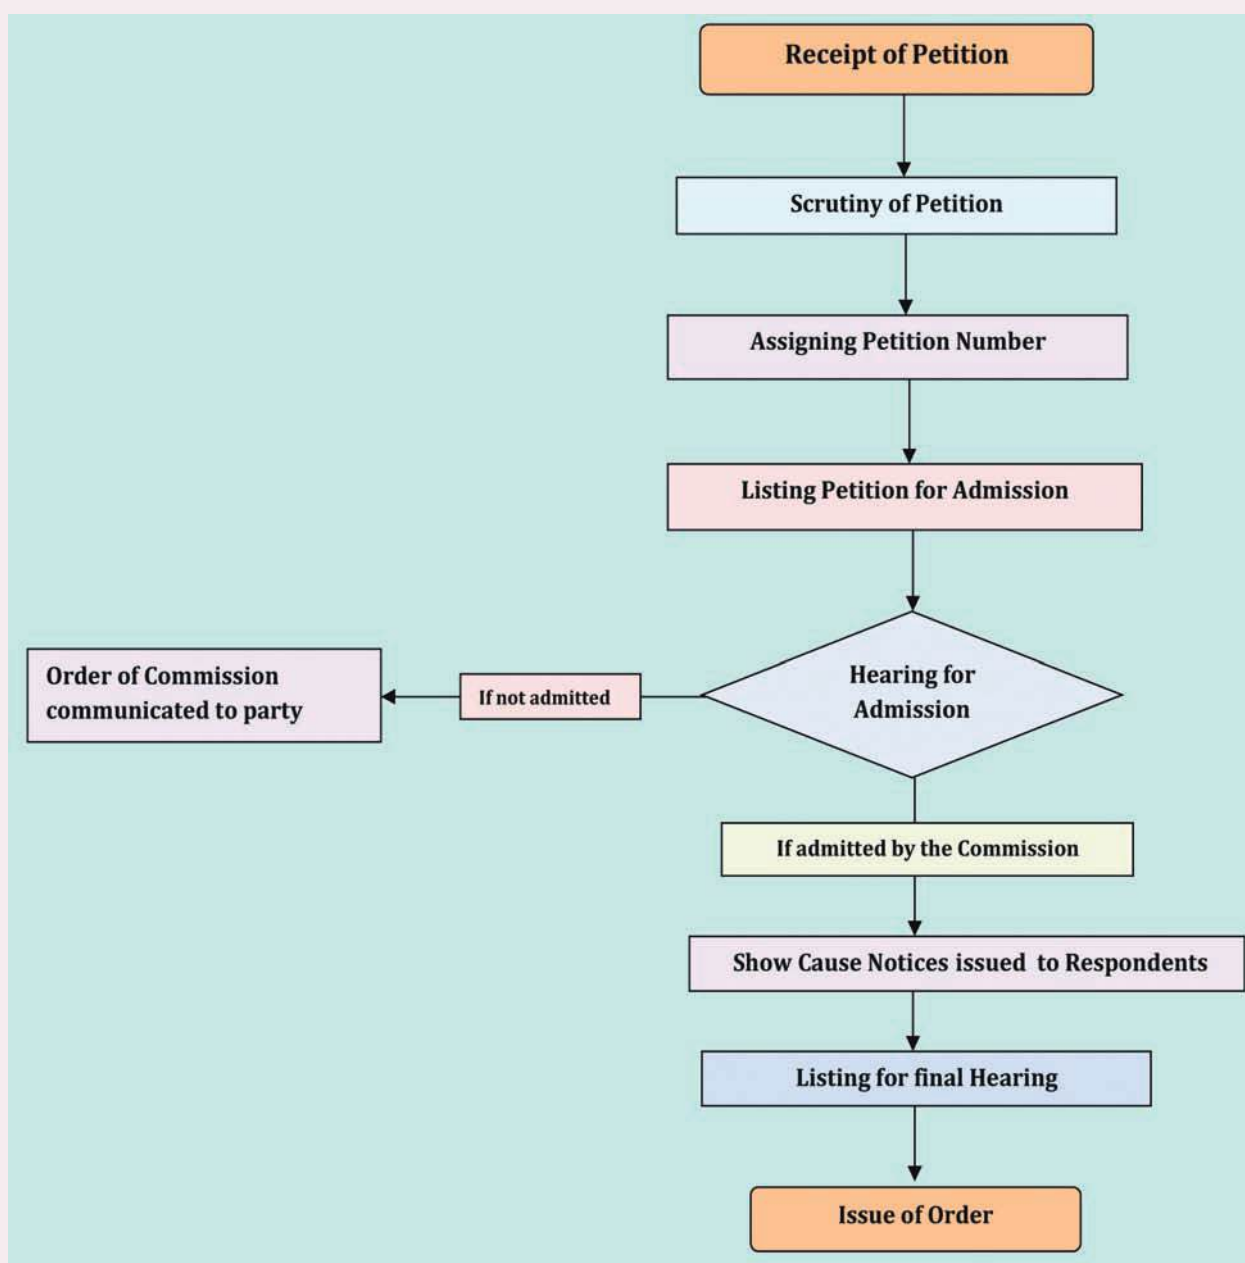 Receipt of Petition
Scrutiny of Petition
Assigning Petition Number
Listing Petition for Admission
Hearing for
Admission
If not admitted
Order of Commission
communicated to party
If admitted by the Commission
Show Cause Notices issued to Respondents
Listing for final Hearing
Issue of Order